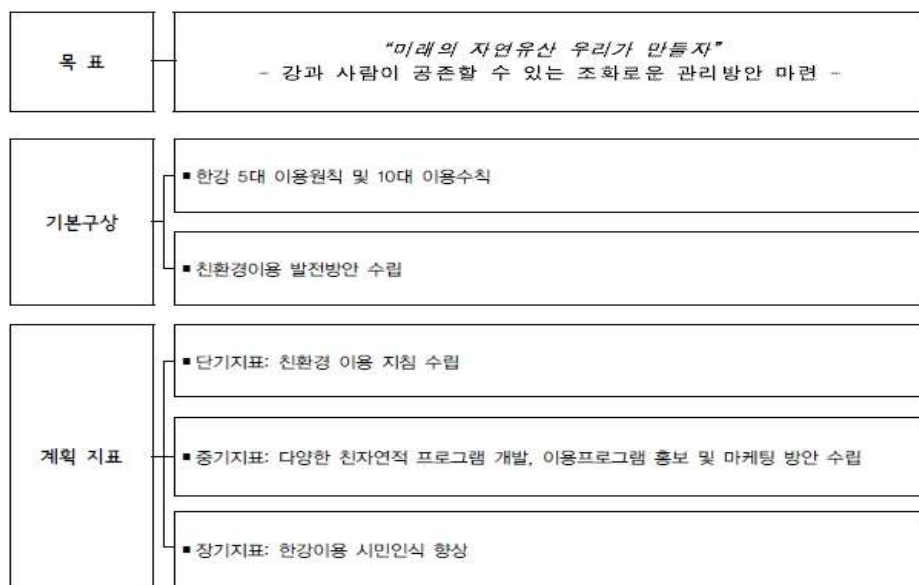 목 표
"미래의 자연유산 우리가 만들자"
- 강과 사람이 공존할 수 있는 조화로운 관리방안 마련 -
기본구상
▪ 한강 5대 이용원칙 및 10대 이용수칙
▪ 친환경이용 발전방안 수립
계획 지표
▪ 단기지표: 친환경 이용 지침 수립
▪ 중기지표: 다양한 친자연적 프로그램 개발, 이용프로그램 홍보 및 마케팅 방안 수립
▪ 장기지표: 한강이용 시민인식 향상